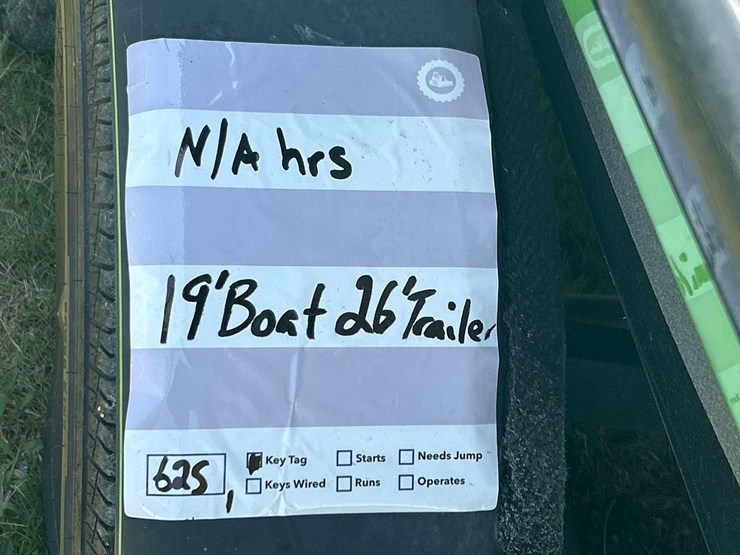 N/A hrs
19' Boat 26' Trailer
625
Key Tag Starts Needs Jump
Keys Wired Runs Operates